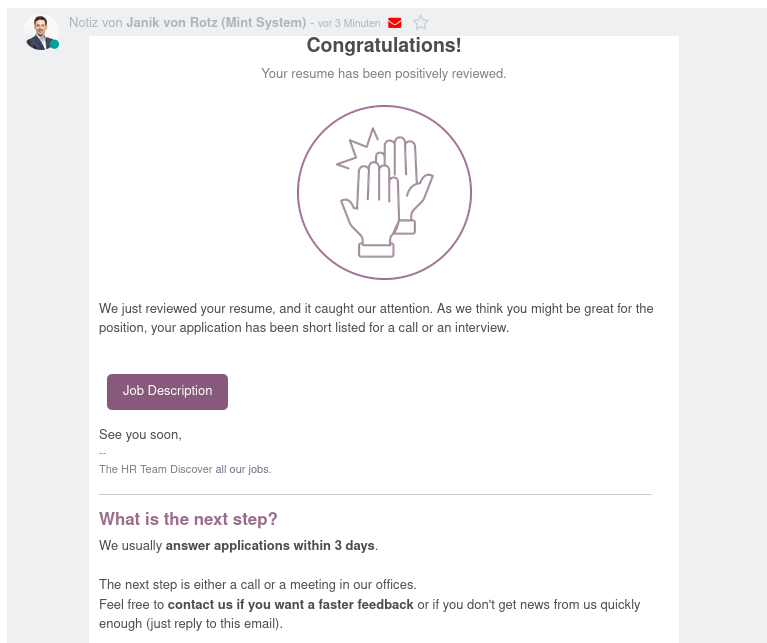 Notiz von Janik von Rotz (Mint System) - vor 3 Minuten
Congratulations!
Your resume has been positively reviewed.
We just reviewed your resume, and it caught our attention. As we think you might be great for the
position, your application has been short listed for a call or an interview.
Job Description
See you soon,
--
The HR Team Discover all our jobs.
What is the next step?
We usually answer applications within 3 days.
The next step is either a call or a meeting in our offices.
Feel free to contact us if you want a faster feedback or if you don't get news from us quickly
enough (just reply to this email).